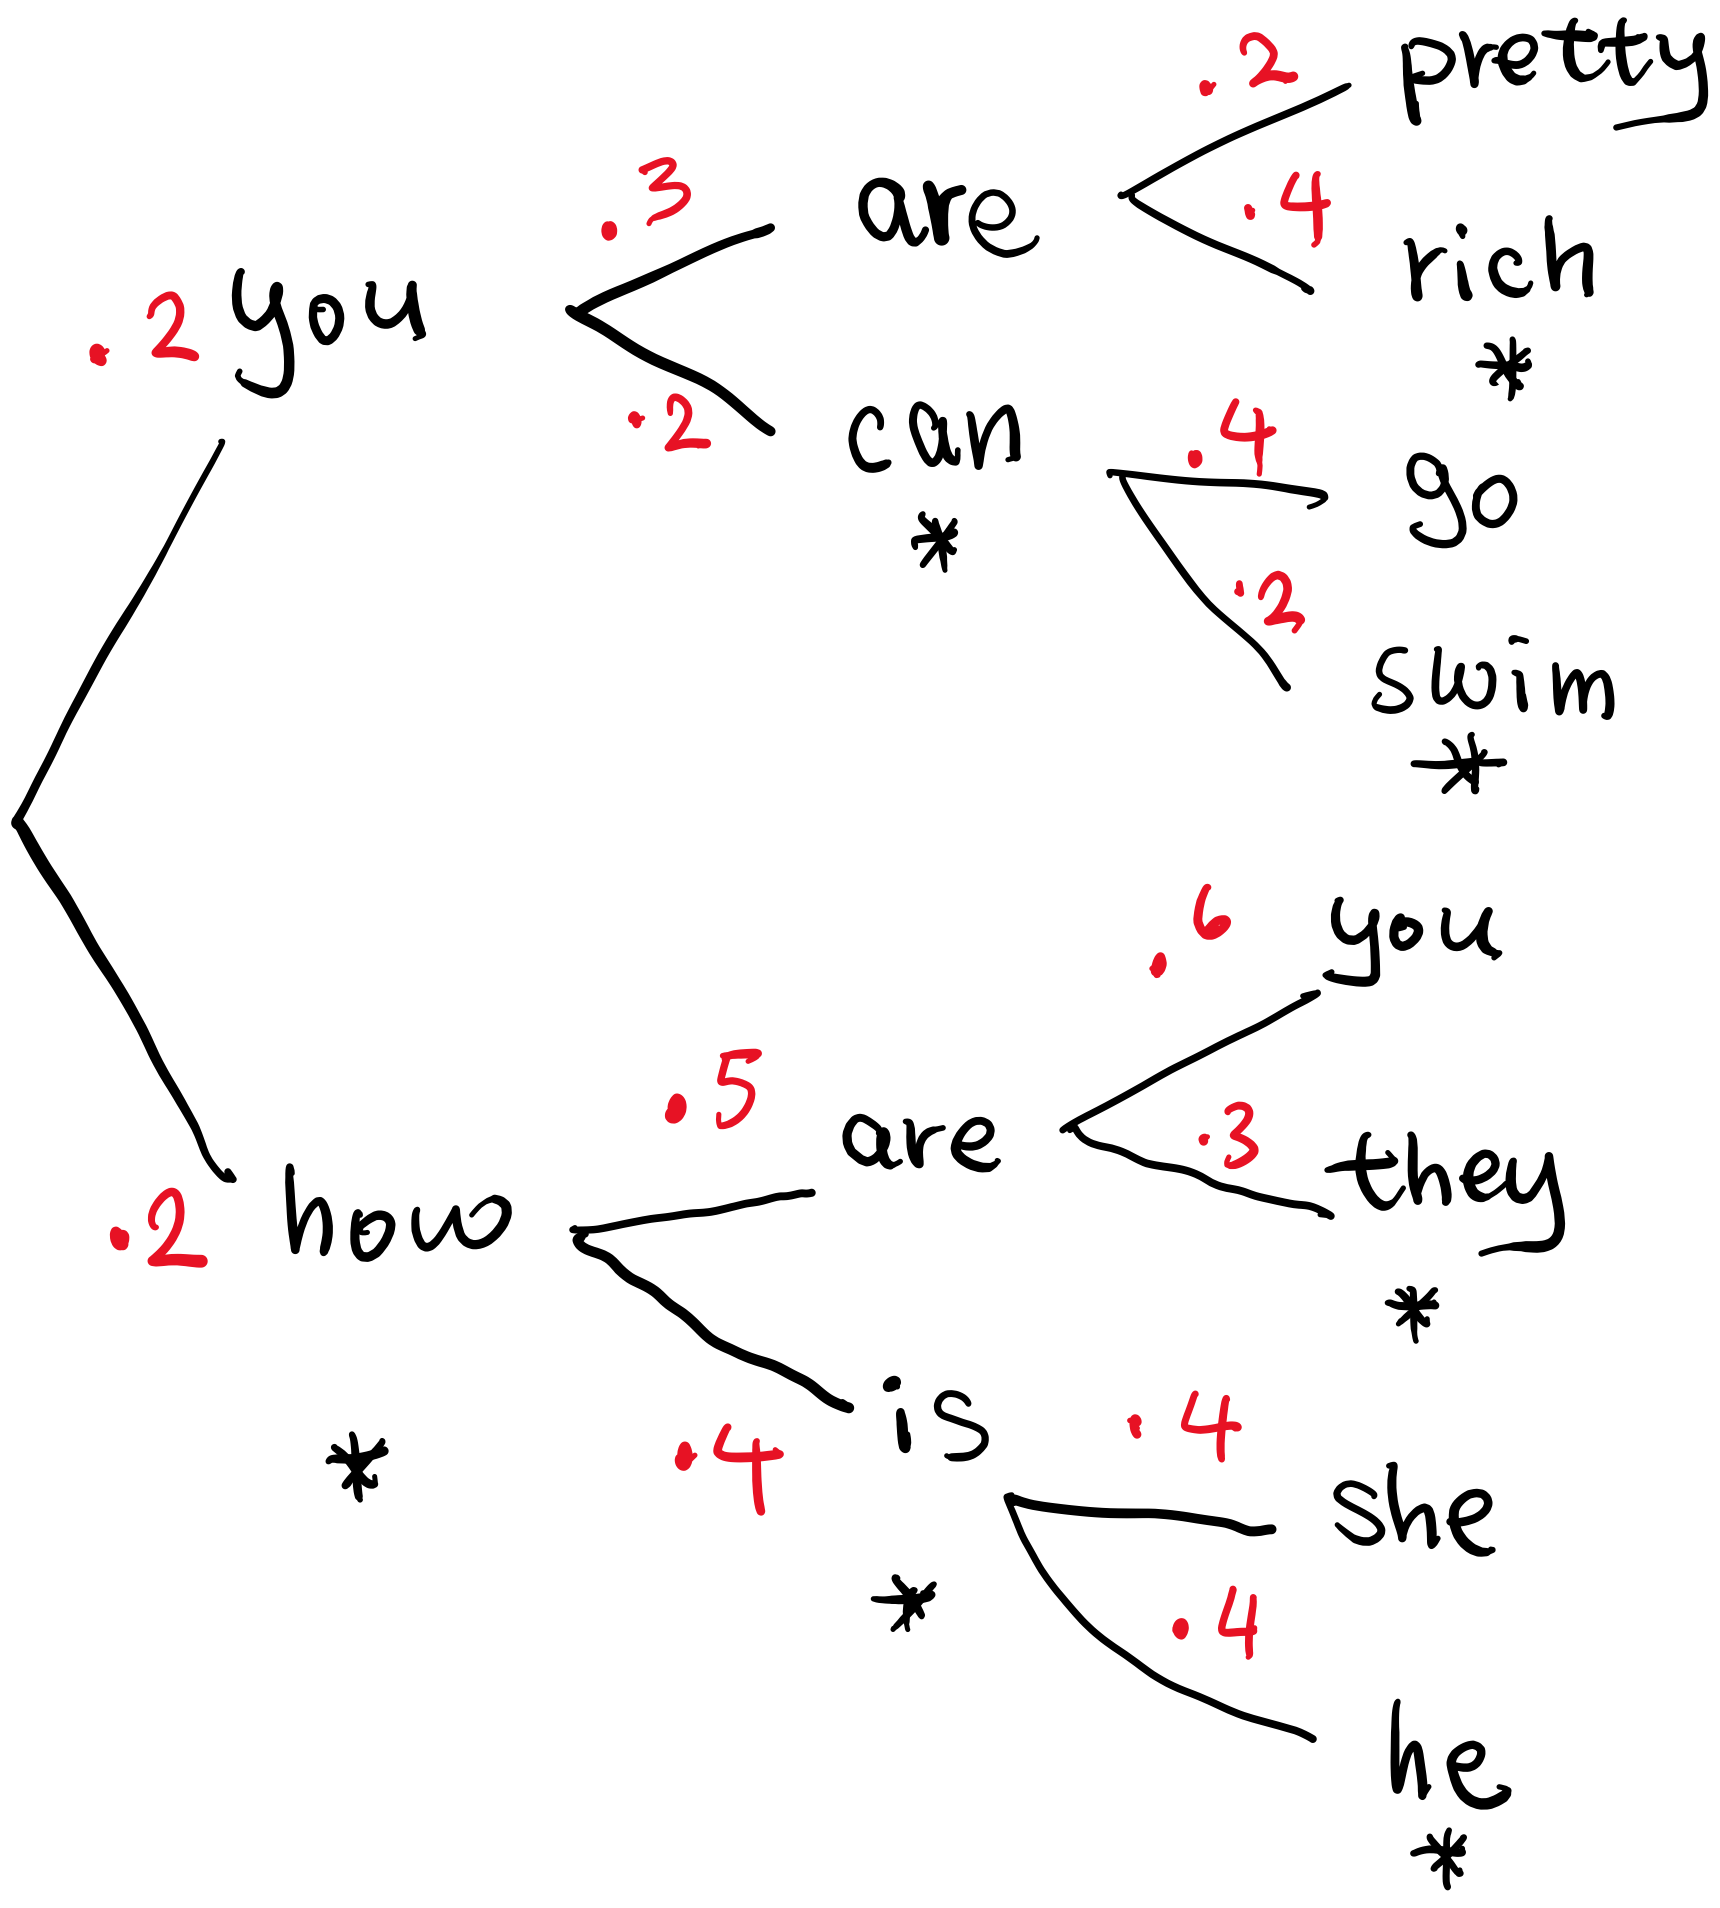 .2 pretty
.3 are
.4 rich
.2 you
*
.2 can
.4 go
*
.2 swim
*
.6 you
.5 are
.3 they
.2 how
*
.4 is
.4 she
*
*
.4 he
*